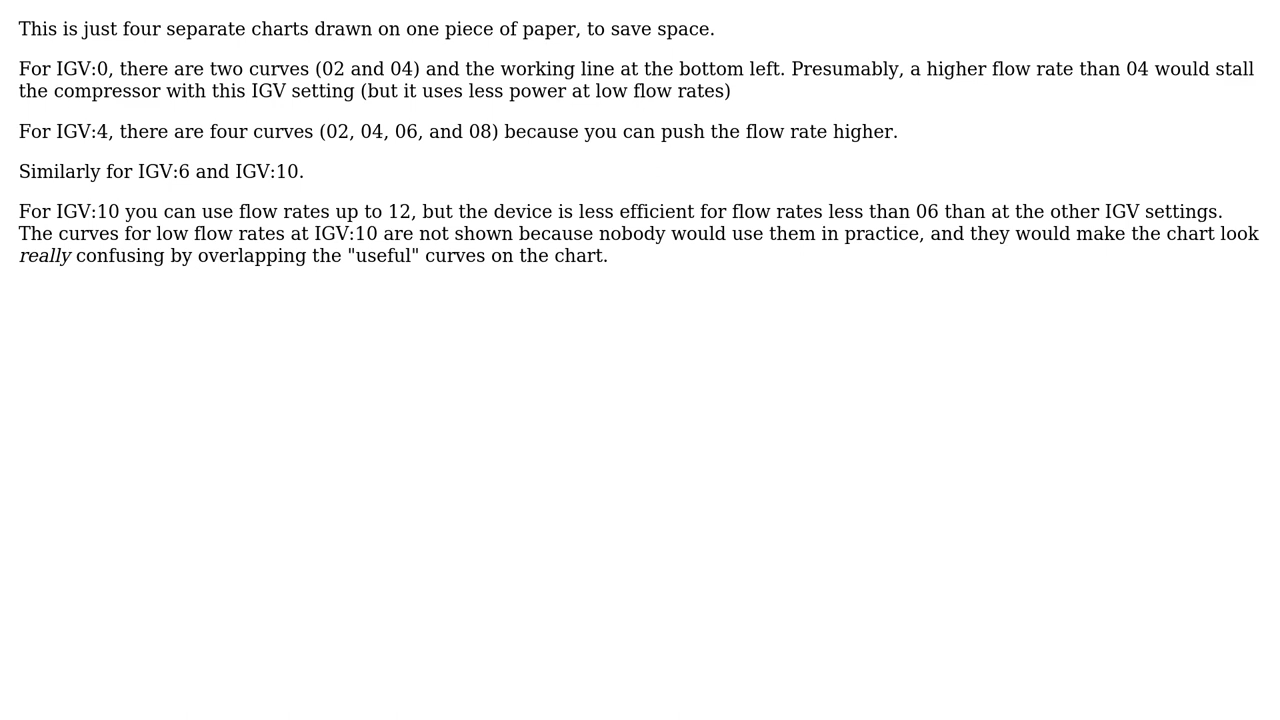 This is just four separate charts drawn on one piece of paper, to save space.
For IGV:0, there are two curves (02 and 04) and the working line at the bottom left. Presumably, a higher flow rate than 04 would stall
the compressor with this IGV setting (but it uses less power at low flow rates)
For IGV:4, there are four curves (02, 04, 06, and 08) because you can push the flow rate higher.
Similarly for IGV:6 and IGV:10.
For IGV:10 you can use flow rates up to 12, but the device is less efficient for flow rates less than 06 than at the other IGV settings.
The curves for low flow rates at IGV:10 are not shown because nobody would use them in practice, and they would make the chart look
really confusing by overlapping the "useful" curves on the chart.